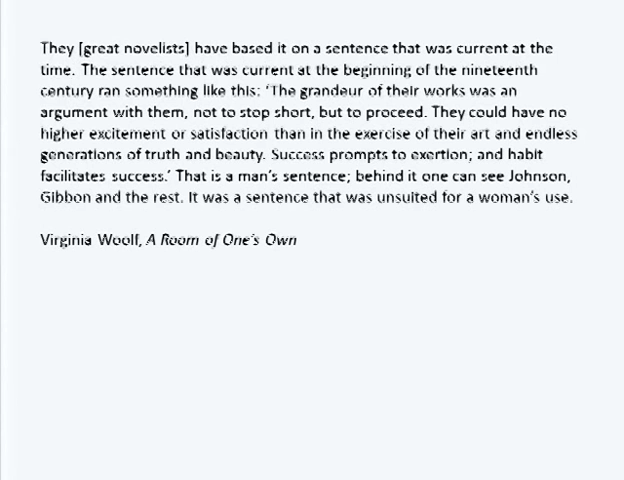 They [great novelists] have based it on a sentence that was current at the
time. The sentence that was current at the beginning of the nineteenth
century ran something like this: ‘The grandeur of their works was an
argument with them, not to stop short, but to proceed. They could have no
higher excitement or satisfaction than in the exercise of their art and endless
generations of truth and beauty. Success prompts to exertion; and habit
facilitates success.’ That is a man’s sentence; behind it one can see Johnson,
Gibbon and the rest. It was a sentence that was unsuited for a woman’s use.
Virginia Woolf, A Room of One’s Own